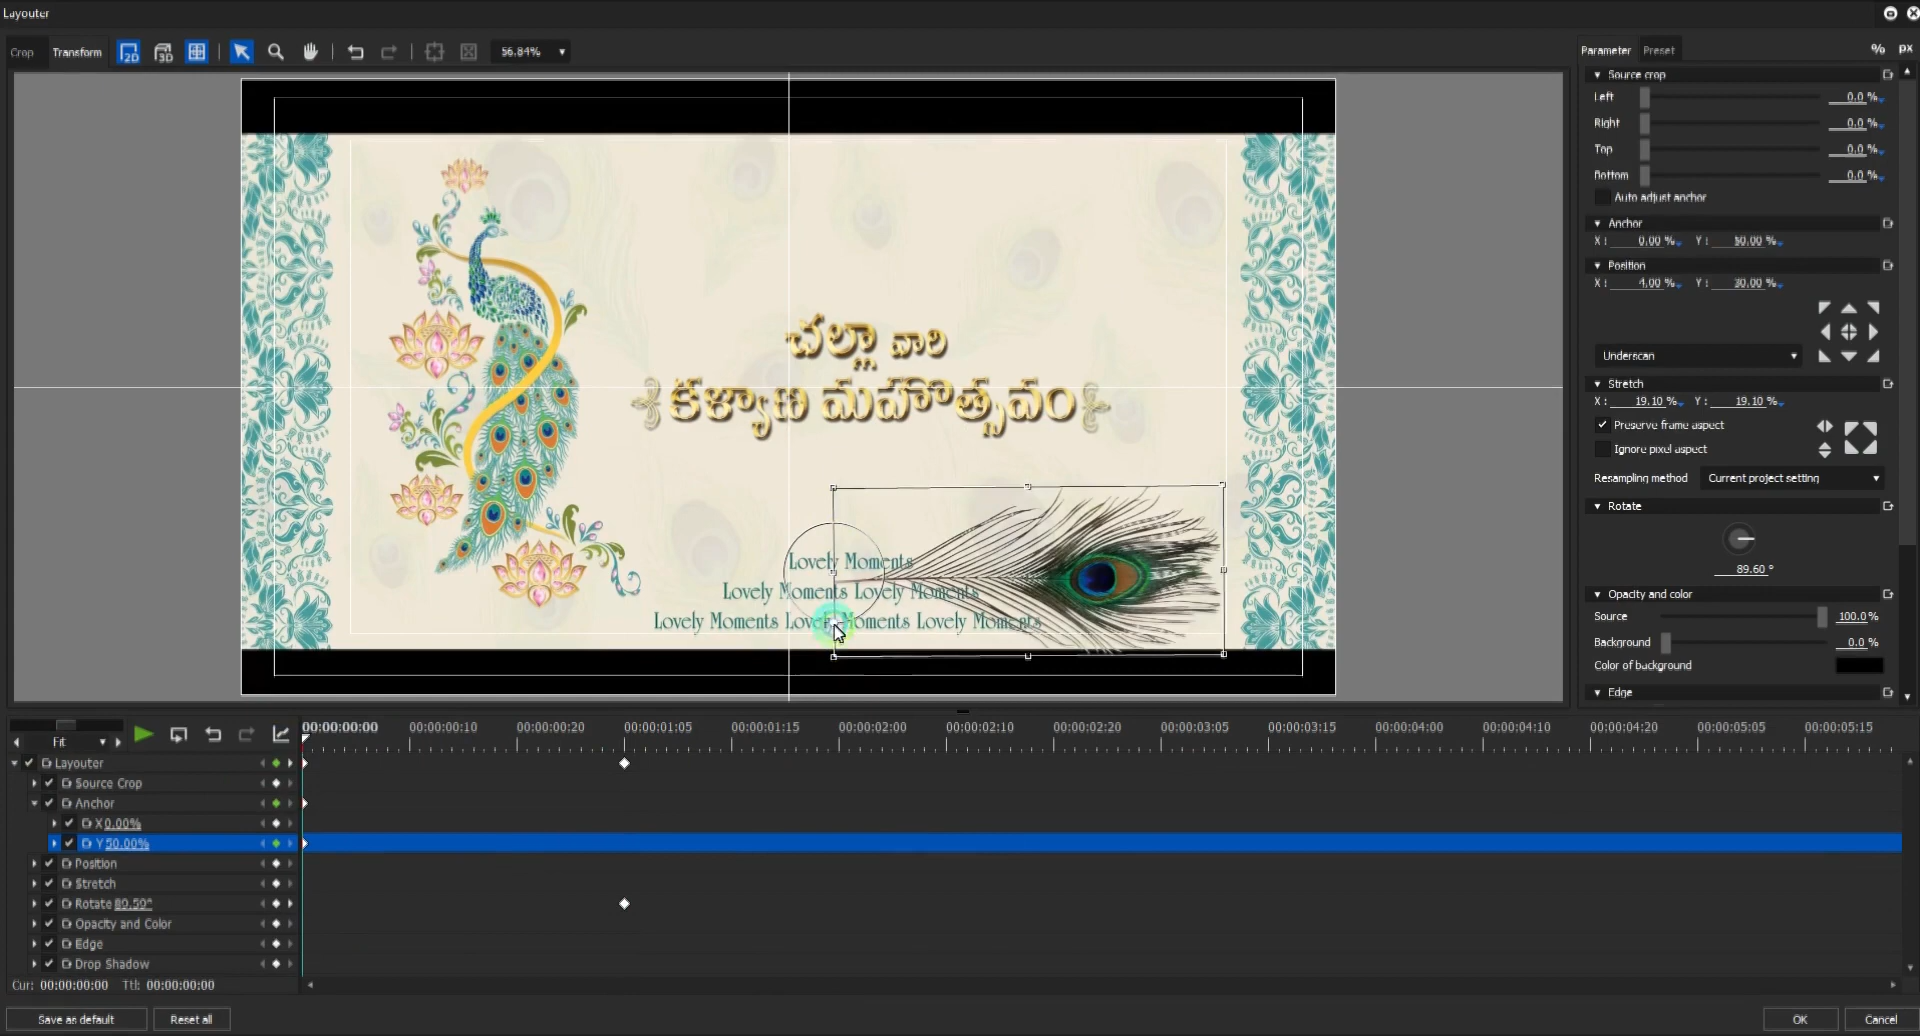 Layouter
Crop Transform 2D 3D 56.84%
Parameter Preset % px
Source crop
Left 0.0 %
Right 0.0 %
Top 0.0 %
Bottom 0.0 %
Auto adjust anchor
Anchor
X : 0.00 % Y : 50.00 %
Position
X : 4.00 % Y : 30.00 %
Underscan
Stretch
X : 19.10 % Y : 19.10 %
Preserve frame aspect
Ignore pixel aspect
Resampling method Current project setting
Rotate
89.60 °
Opacity and color
Source 100.0 %
Background 0.0 %
Color of background
Edge
చల్లా వారి
కళ్యాణ మహోత్సవం
Lovely Moments
Lovely Moments Lovely Moments
Lovely Moments Lovely Moments Lovely Moments
00:00:00:00 00:00:00:10 00:00:00:20 00:00:01:05 00:00:01:15 00:00:02:00 00:00:02:10 00:00:02:20 00:00:03:05 00:00:03:15 00:00:04:00 00:00:04:10 00:00:04:20 00:00:05:05 00:00:05:15
Fit
Layouter
Source Crop
Anchor
X 0.00%
Y 50.00%
Position
Stretch
Rotate 89.59°
Opacity and Color
Edge
Drop Shadow
Cur: 00:00:00:00 Ttl: 00:00:00:00
Save as default Reset all OK Cancel